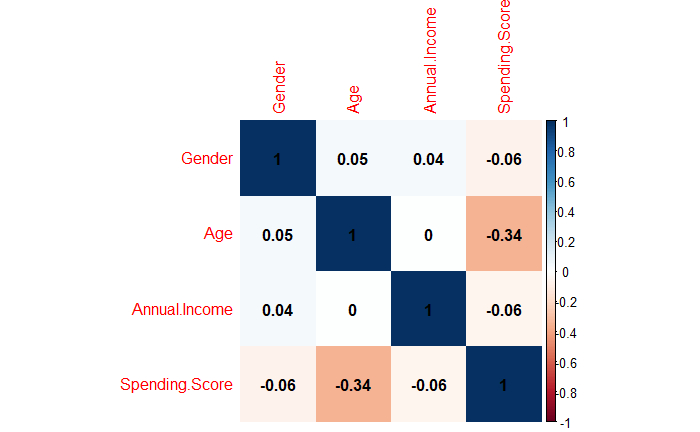 Gender
Age
Annual.Income
Spending.Score
Gender 1 0.05 0.04 -0.06
Age 0.05 1 0 -0.34
Annual.Income 0.04 0 1 -0.06
Spending.Score -0.06 -0.34 -0.06 1
1
0.8
0.6
0.4
0.2
0
-0.2
-0.4
-0.6
-0.8
-1